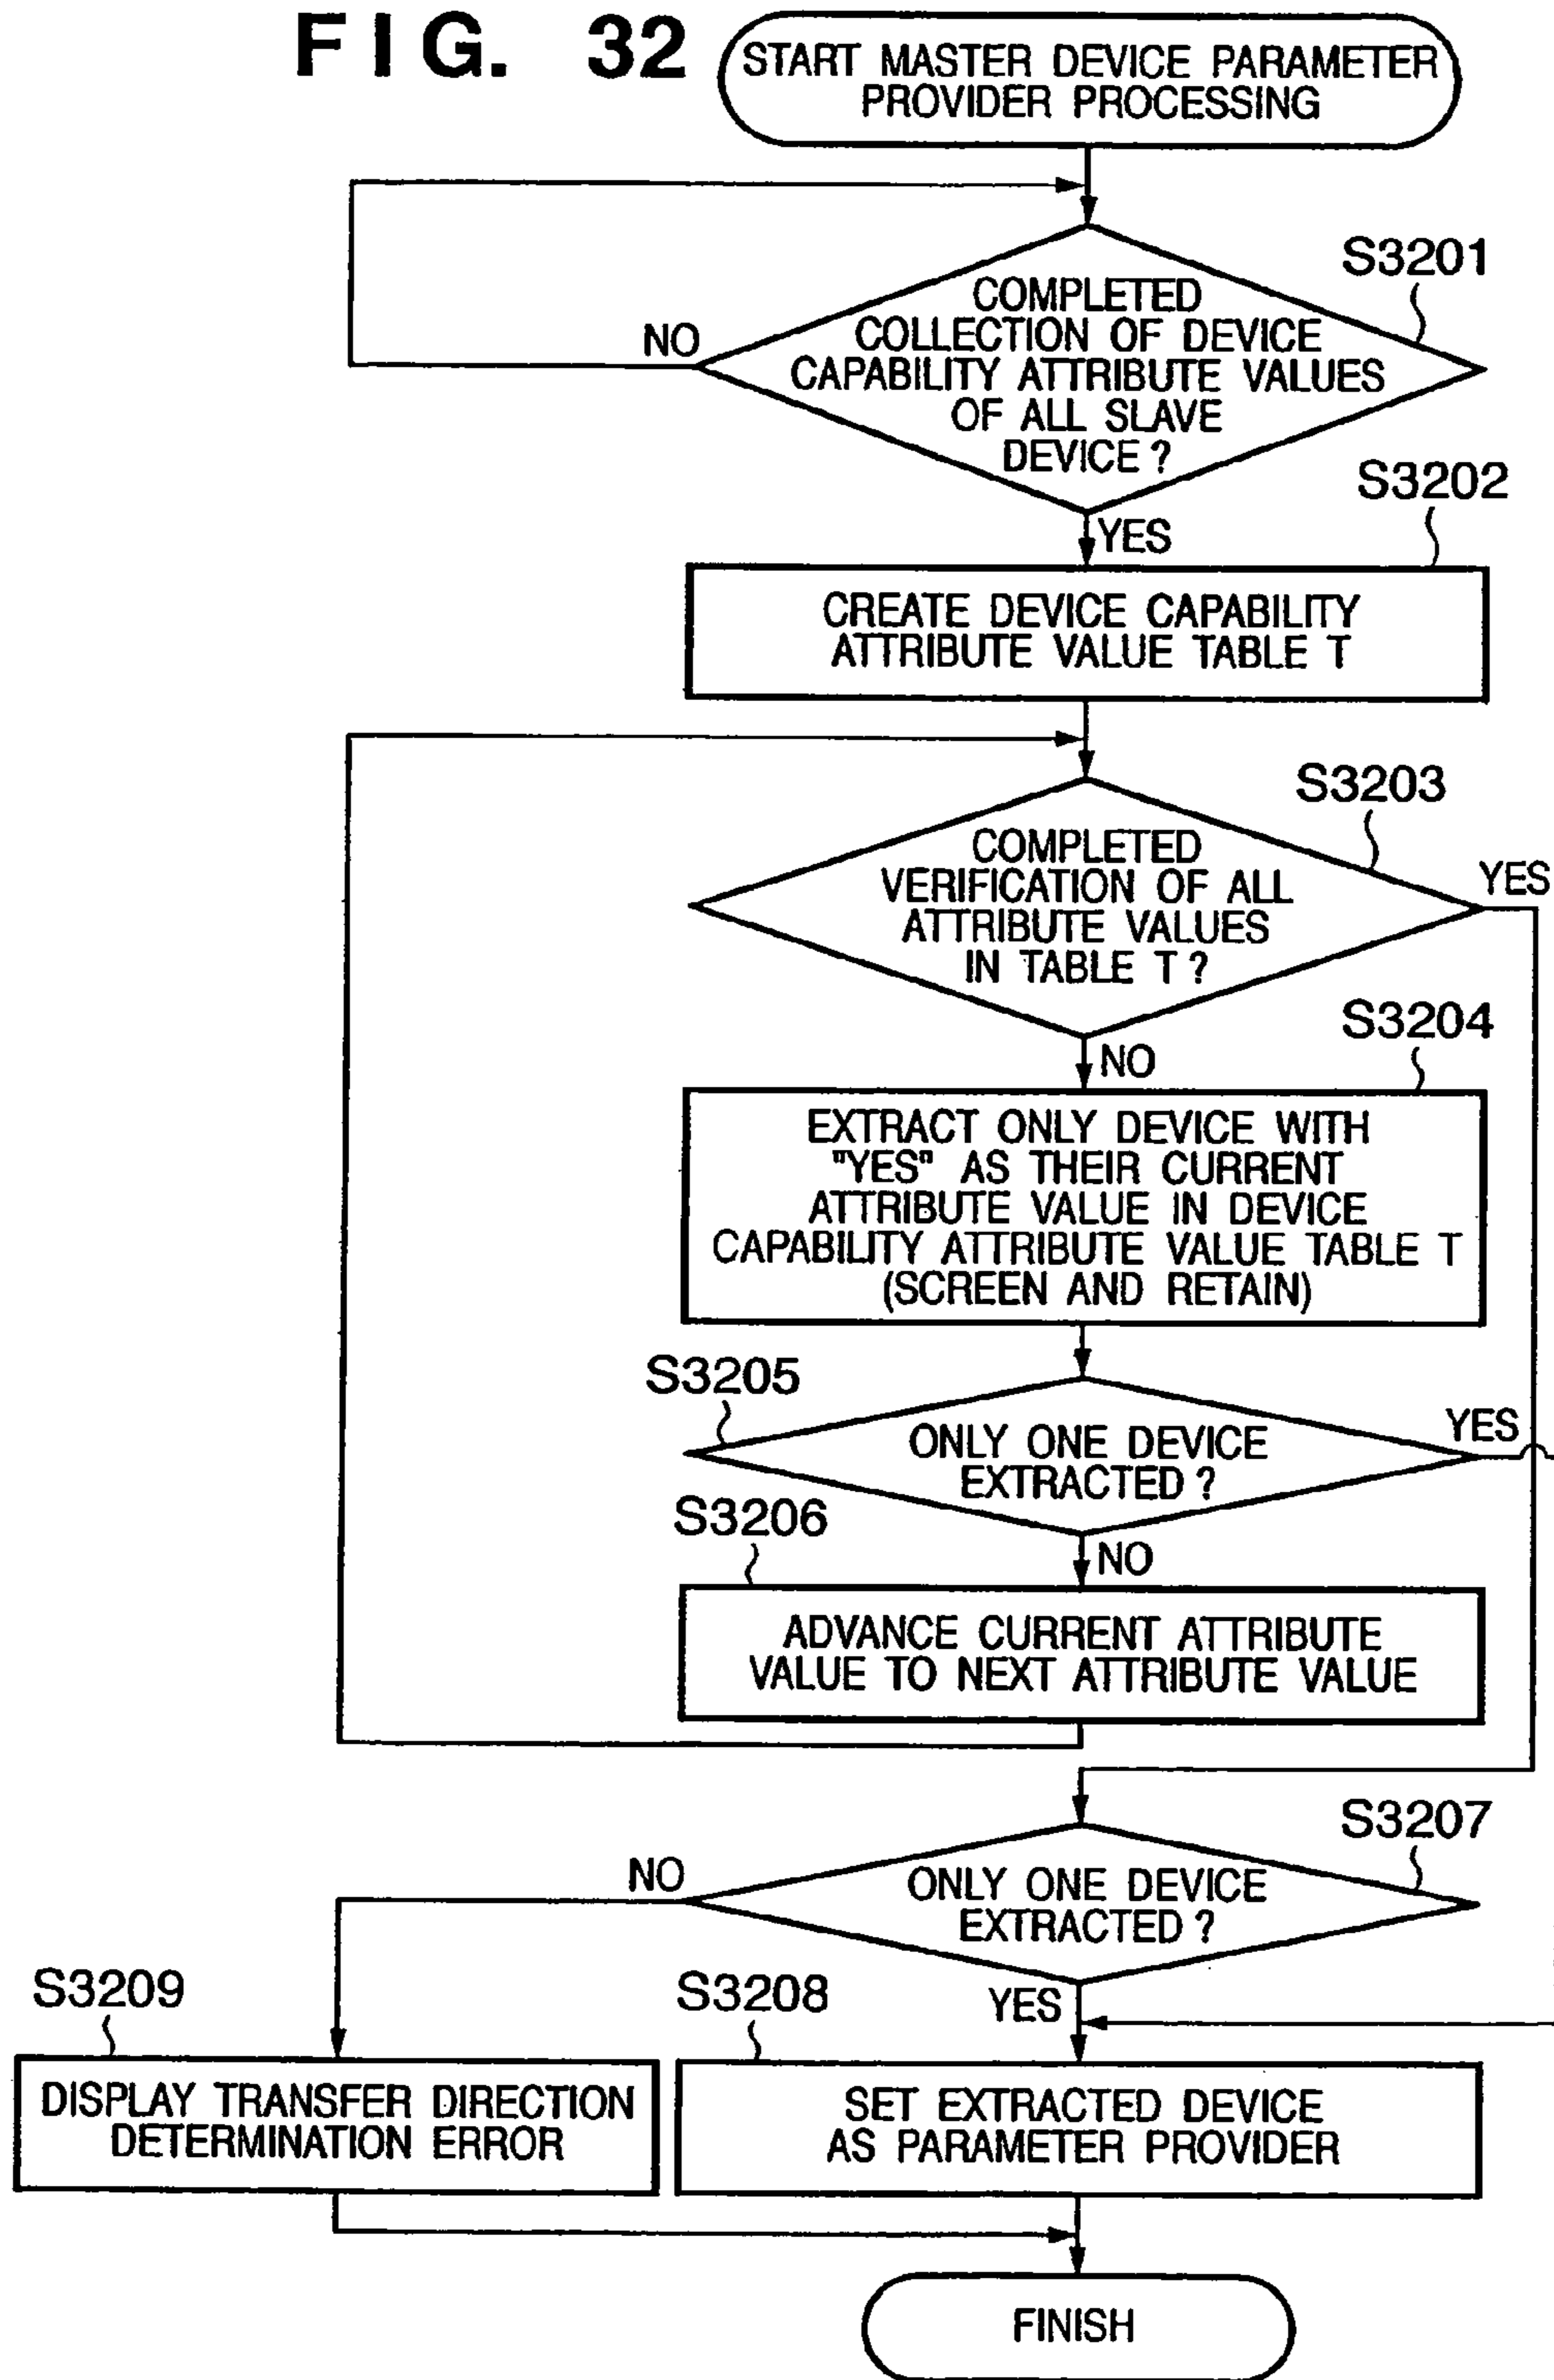 FIG. 32
START MASTER DEVICE PARAMETER
PROVIDER PROCESSING
S3201
COMPLETED
COLLECTION OF DEVICE
CAPABILITY ATTRIBUTE VALUES
OF ALL SLAVE
DEVICE?
NO
YES
S3202
CREATE DEVICE CAPABILITY
ATTRIBUTE VALUE TABLE T
S3203
COMPLETED
VERIFICATION OF ALL
ATTRIBUTE VALUES
IN TABLE T?
YES
NO
S3204
EXTRACT ONLY DEVICE WITH
"YES" AS THEIR CURRENT
ATTRIBUTE VALUE IN DEVICE
CAPABILITY ATTRIBUTE VALUE TABLE T
(SCREEN AND RETAIN)
S3205
ONLY ONE DEVICE
EXTRACTED?
YES
NO
S3206
ADVANCE CURRENT ATTRIBUTE
VALUE TO NEXT ATTRIBUTE VALUE
S3207
ONLY ONE DEVICE
EXTRACTED?
NO
YES
S3209
DISPLAY TRANSFER DIRECTION
DETERMINATION ERROR
S3208
SET EXTRACTED DEVICE
AS PARAMETER PROVIDER
FINISH